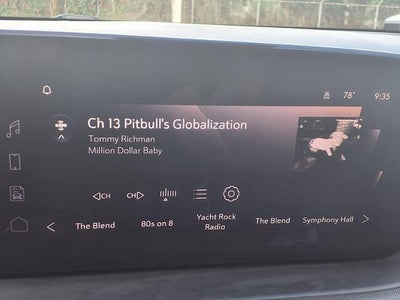 78° 9:35
Ch 13 Pitbull's Globalization
Tommy Richman
Million Dollar Baby
CH CH
The Blend 80s on 8 Yacht Rock Radio The Blend Symphony Hall